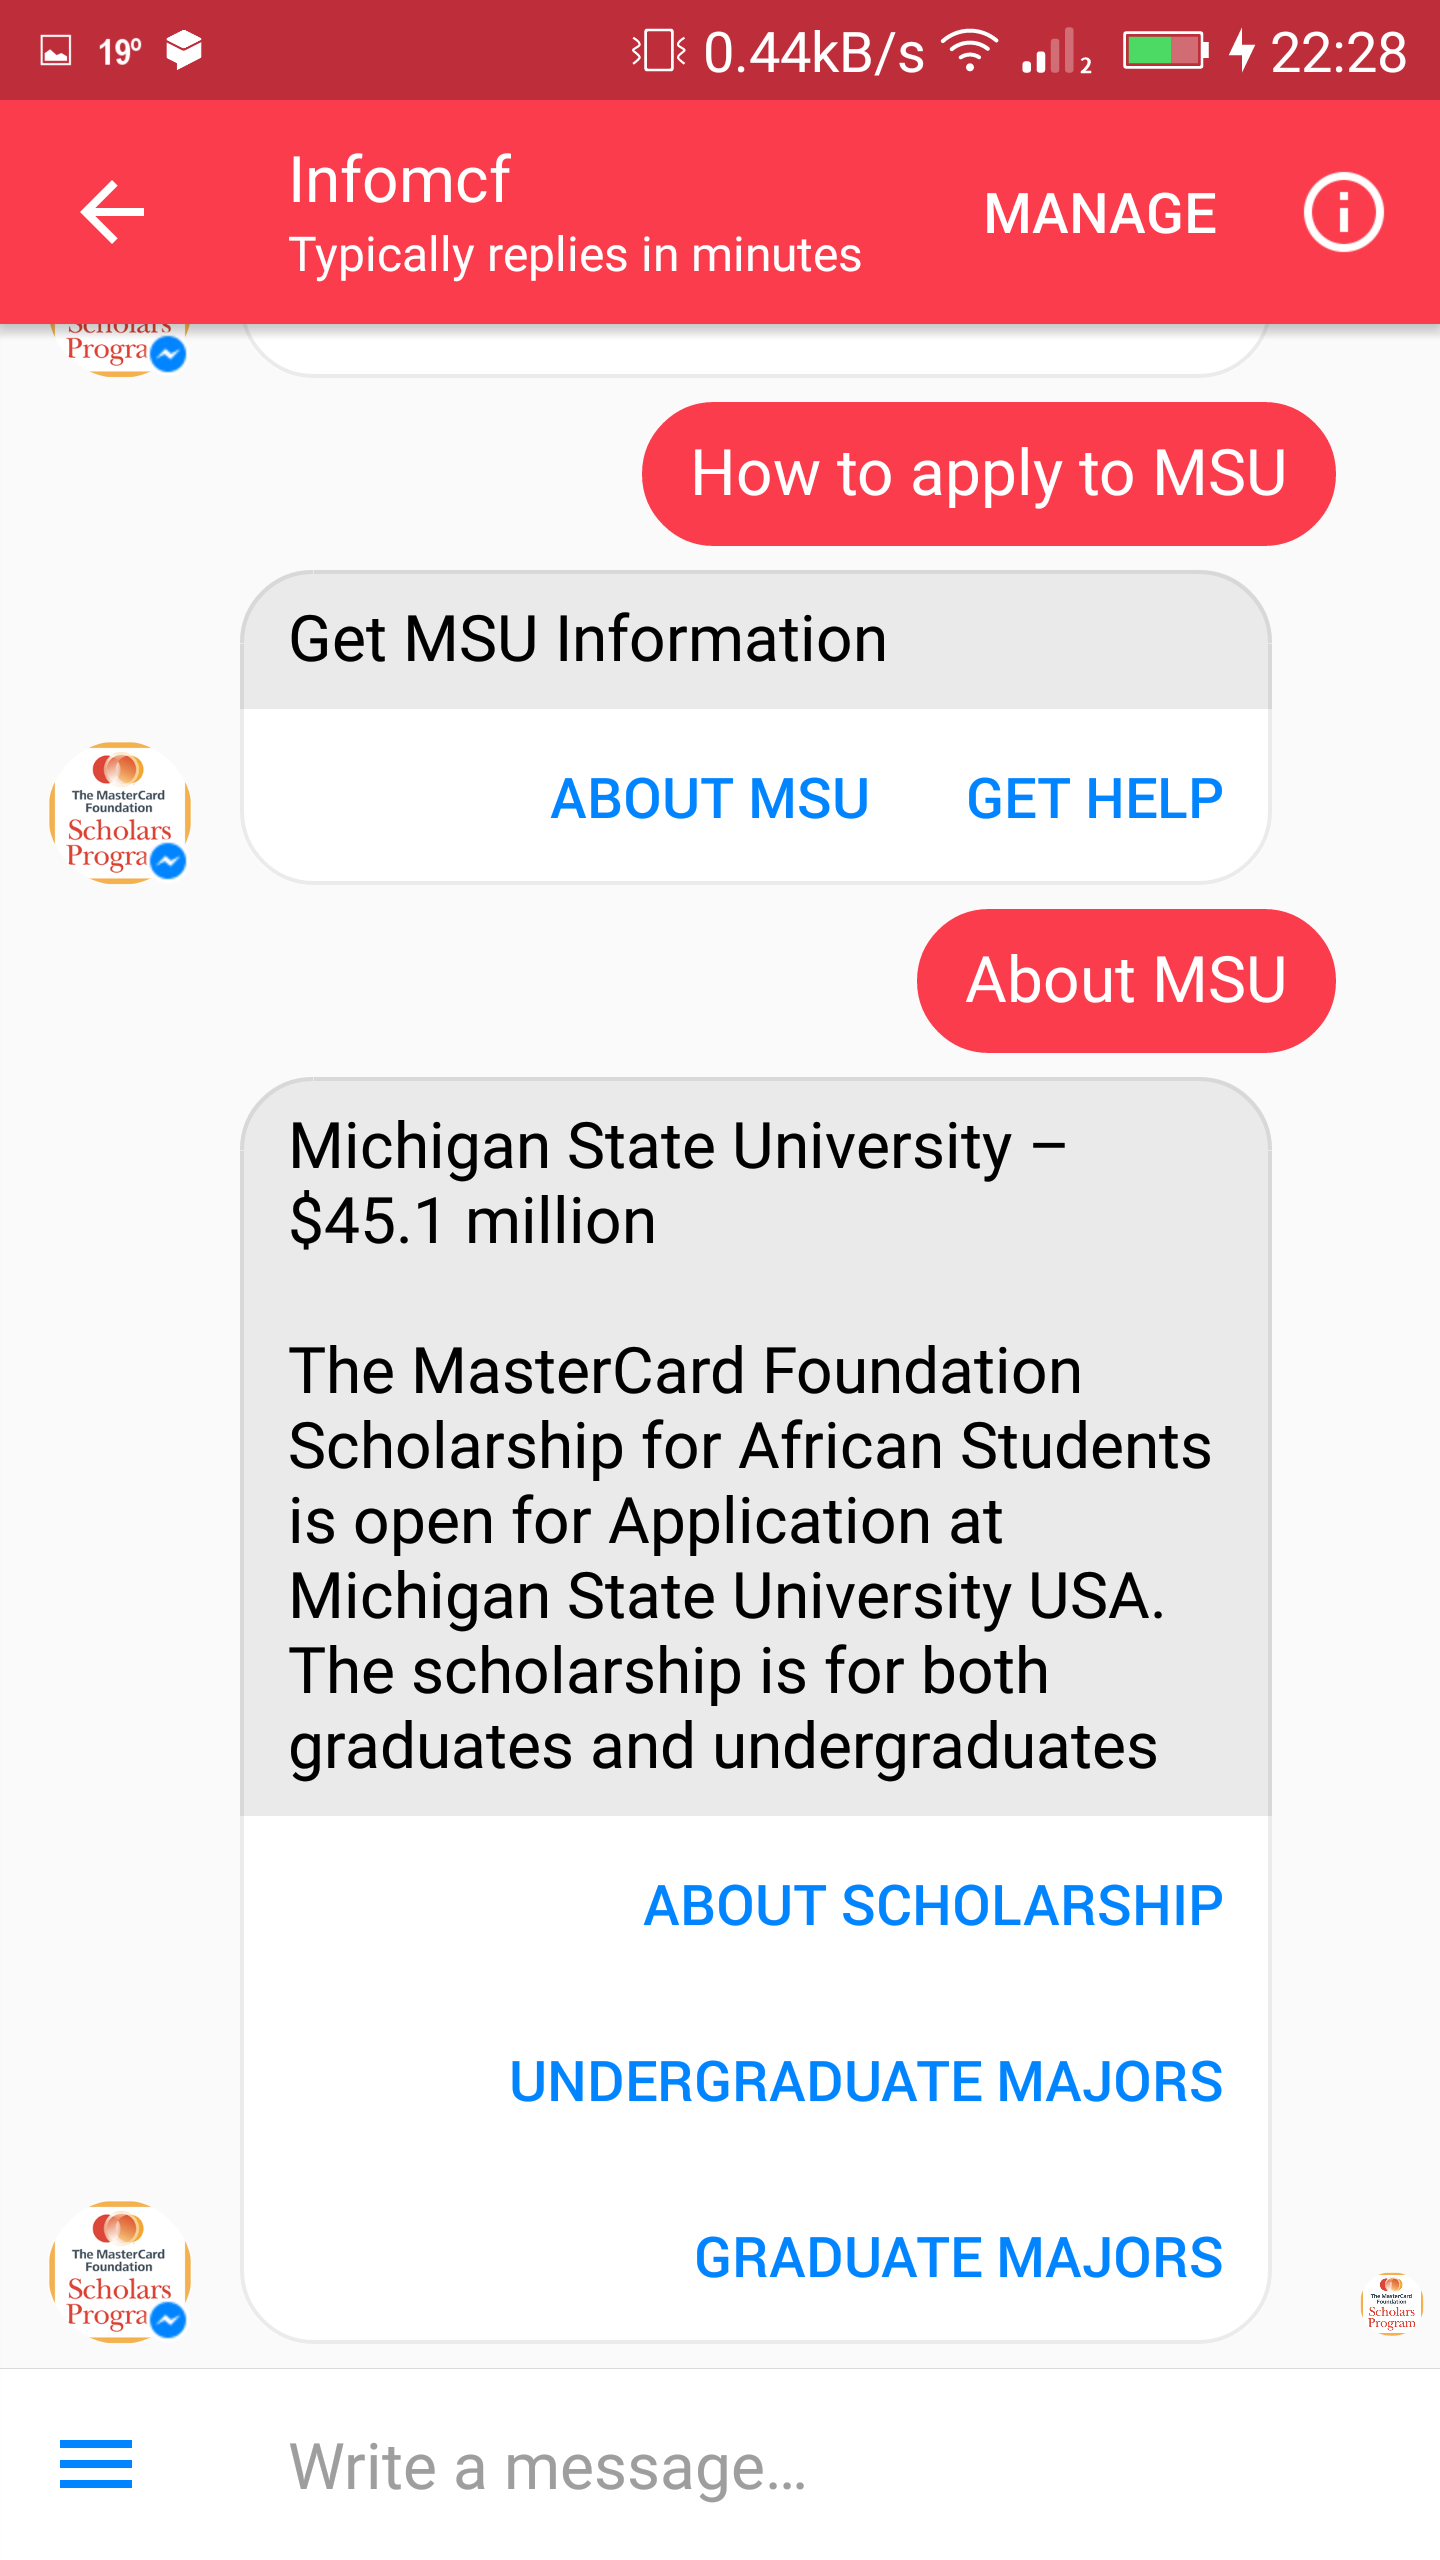 19° 0.44kB/s 2 22:28
Infomcf
Typically replies in minutes
MANAGE
Scholars
Progra
How to apply to MSU
Get MSU Information
ABOUT MSU GET HELP
The MasterCard
Foundation
Scholars
Progra
About MSU
Michigan State University –
$45.1 million
The MasterCard Foundation
Scholarship for African Students
is open for Application at
Michigan State University USA.
The scholarship is for both
graduates and undergraduates
ABOUT SCHOLARSHIP
UNDERGRADUATE MAJORS
GRADUATE MAJORS
The MasterCard
Foundation
Scholars
Progra
The MasterCard
Foundation
Scholars
Program
Write a message...